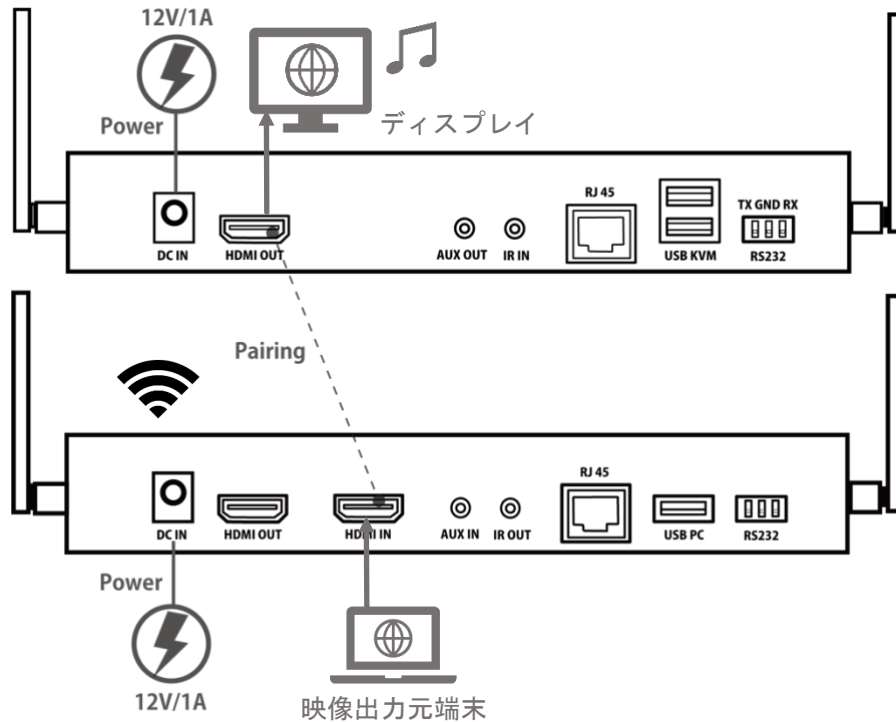 12V/1A
Power
ディスプレイ
DC IN
HDMI OUT
AUX OUT
IR IN
RJ 45
USB KVM
TX GND RX
RS232
Pairing
DC IN
HDMI OUT
HDMI IN
AUX IN
IR OUT
RJ 45
USB PC
RS232
Power
12V/1A
映像出力元端末